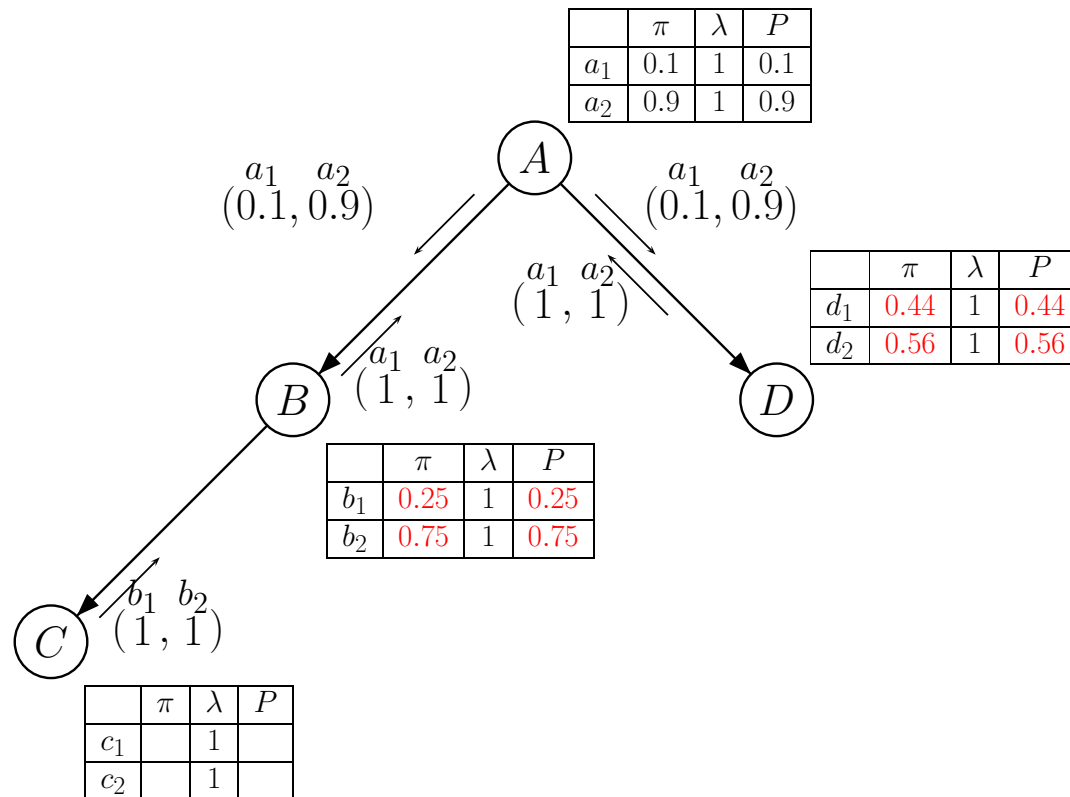 π λ P
a₁ 0.1 1 0.1
a₂ 0.9 1 0.9
A
a₁ a₂
(0.1, 0.9)
a₁ a₂
(0.1, 0.9)
a₁ a₂
(1, 1)
π λ P
d₁ 0.44 1 0.44
d₂ 0.56 1 0.56
a₁ a₂
(1, 1)
B
D
π λ P
b₁ 0.25 1 0.25
b₂ 0.75 1 0.75
b₁ b₂
(1, 1)
C
π λ P
c₁ 1
c₂ 1